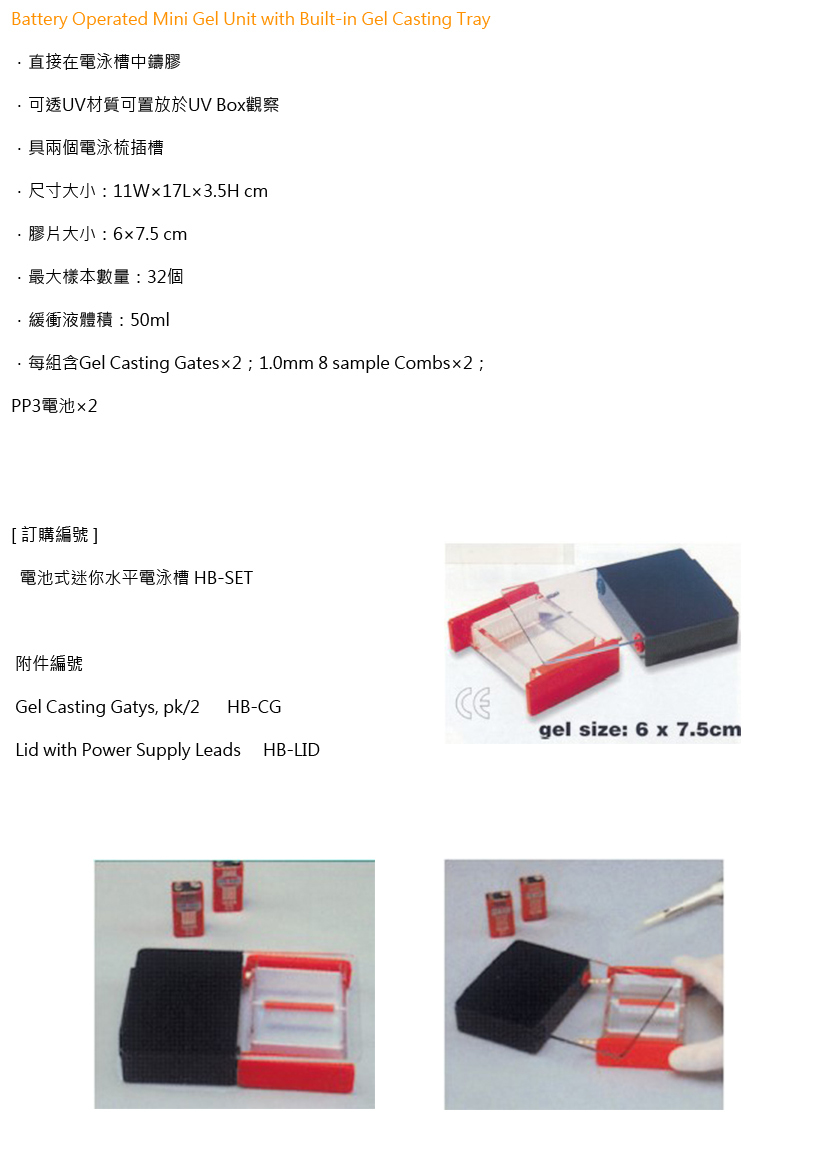 Battery Operated Mini Gel Unit with Built-in Gel Casting Tray
．直接在電泳槽中鑄膠
．可透UV材質可置放於UV Box觀察
．具兩個電泳梳插槽
．尺寸大小：11W×17L×3.5H cm
．膠片大小：6×7.5 cm
．最大樣本數量：32個
．緩衝液體積：50ml
．每組含Gel Casting Gates×2；1.0mm 8 sample Combs×2；
PP3電池×2
[ 訂購編號 ]
電池式迷你水平電泳槽 HB-SET
附件編號
Gel Casting Gatys, pk/2 HB-CG
Lid with Power Supply Leads HB-LID
CE
gel size: 6 x 7.5cm